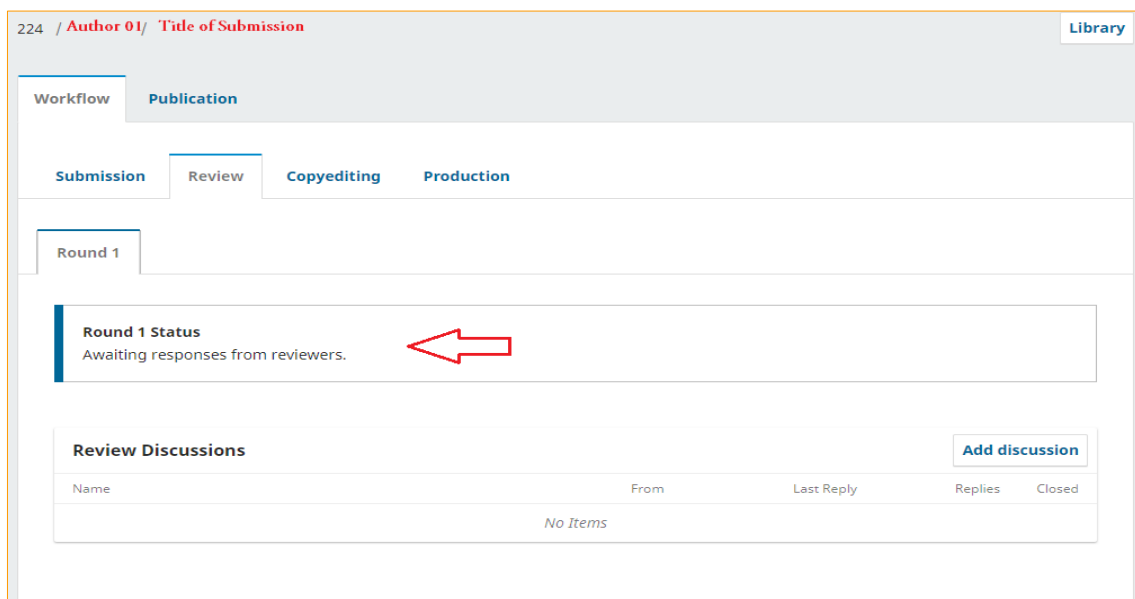 224 / Author 01/ Title of Submission
Library
Workflow Publication
Submission Review Copyediting Production
Round 1
Round 1 Status
Awaiting responses from reviewers.
Review Discussions Add discussion
Name From Last Reply Replies Closed
No Items